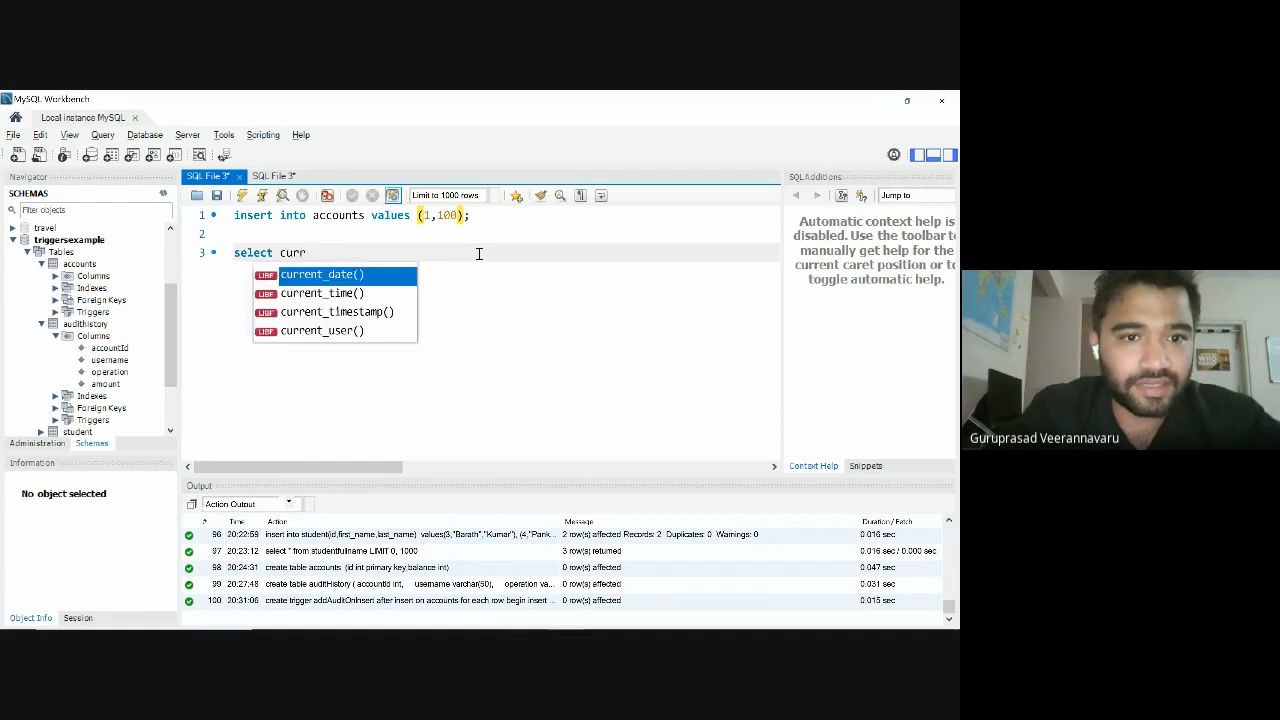 MySQL Workbench
Local instance MySQL
File Edit View Query Database Server Tools Scripting Help
Navigator
SCHEMAS
Filter objects
travel
triggersexample
Tables
accounts
Columns
Indexes
Foreign Keys
Triggers
audithistory
Columns
accountId
username
operation
amount
Indexes
Foreign Keys
Triggers
student
Administration Schemas
Information
No object selected
Object Info Session
SQL File 3* SQL File 3*
Limit to 1000 rows
1 insert into accounts values (1,100);
2
3 select curr
LIBF current_date()
LIBF current_time()
LIBF current_timestamp()
LIBF current_user()
SQL Additions
Jump to
Automatic context help is
disabled. Use the toolbar to
manually get help for the
current caret position or to
toggle automatic help.
Context Help Snippets
Output
Action Output
# Time Action Message Duration / Fetch
96 20:22:59 insert into student(id,first_name,last_name) values(3,"Barath","Kumar"), (4,"Pank... 2 row(s) affected Records: 2 Duplicates: 0 Warnings: 0 0.016 sec
97 20:23:12 select * from studentfullname LIMIT 0, 1000 3 row(s) returned 0.016 sec / 0.000 sec
98 20:24:31 create table accounts (id int primary key,balance int) 0 row(s) affected 0.047 sec
99 20:27:48 create table auditHistory ( accountId int, username varchar(50), operation va... 0 row(s) affected 0.031 sec
100 20:31:06 create trigger addAuditOnInsert after insert on accounts for each row begin insert ... 0 row(s) affected 0.015 sec
Guruprasad Veerannavaru